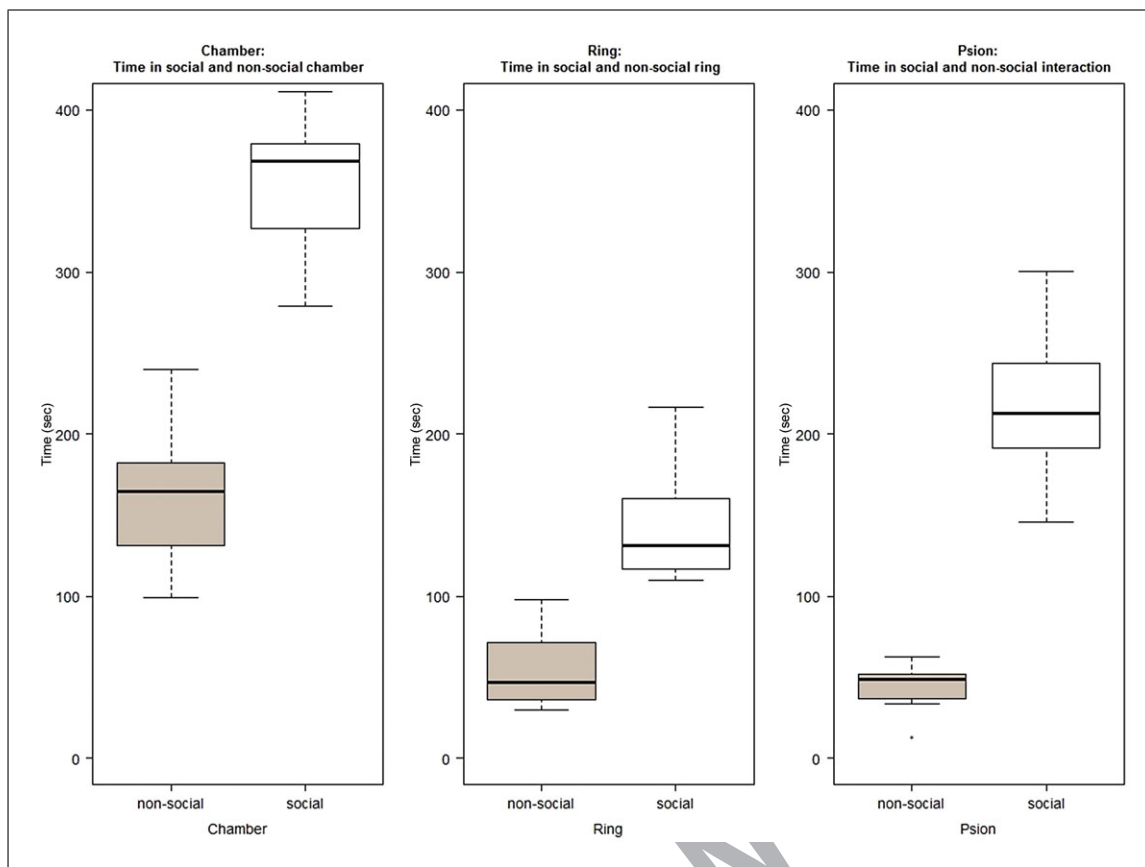 Chamber:
Time in social and non-social chamber
400
300
200
100
0
Time (sec)
non-social social
Chamber
Ring:
Time in social and non-social ring
400
300
200
100
0
Time (sec)
non-social social
Ring
Psion:
Time in social and non-social interaction
400
300
200
100
0
Time (sec)
non-social social
Psion